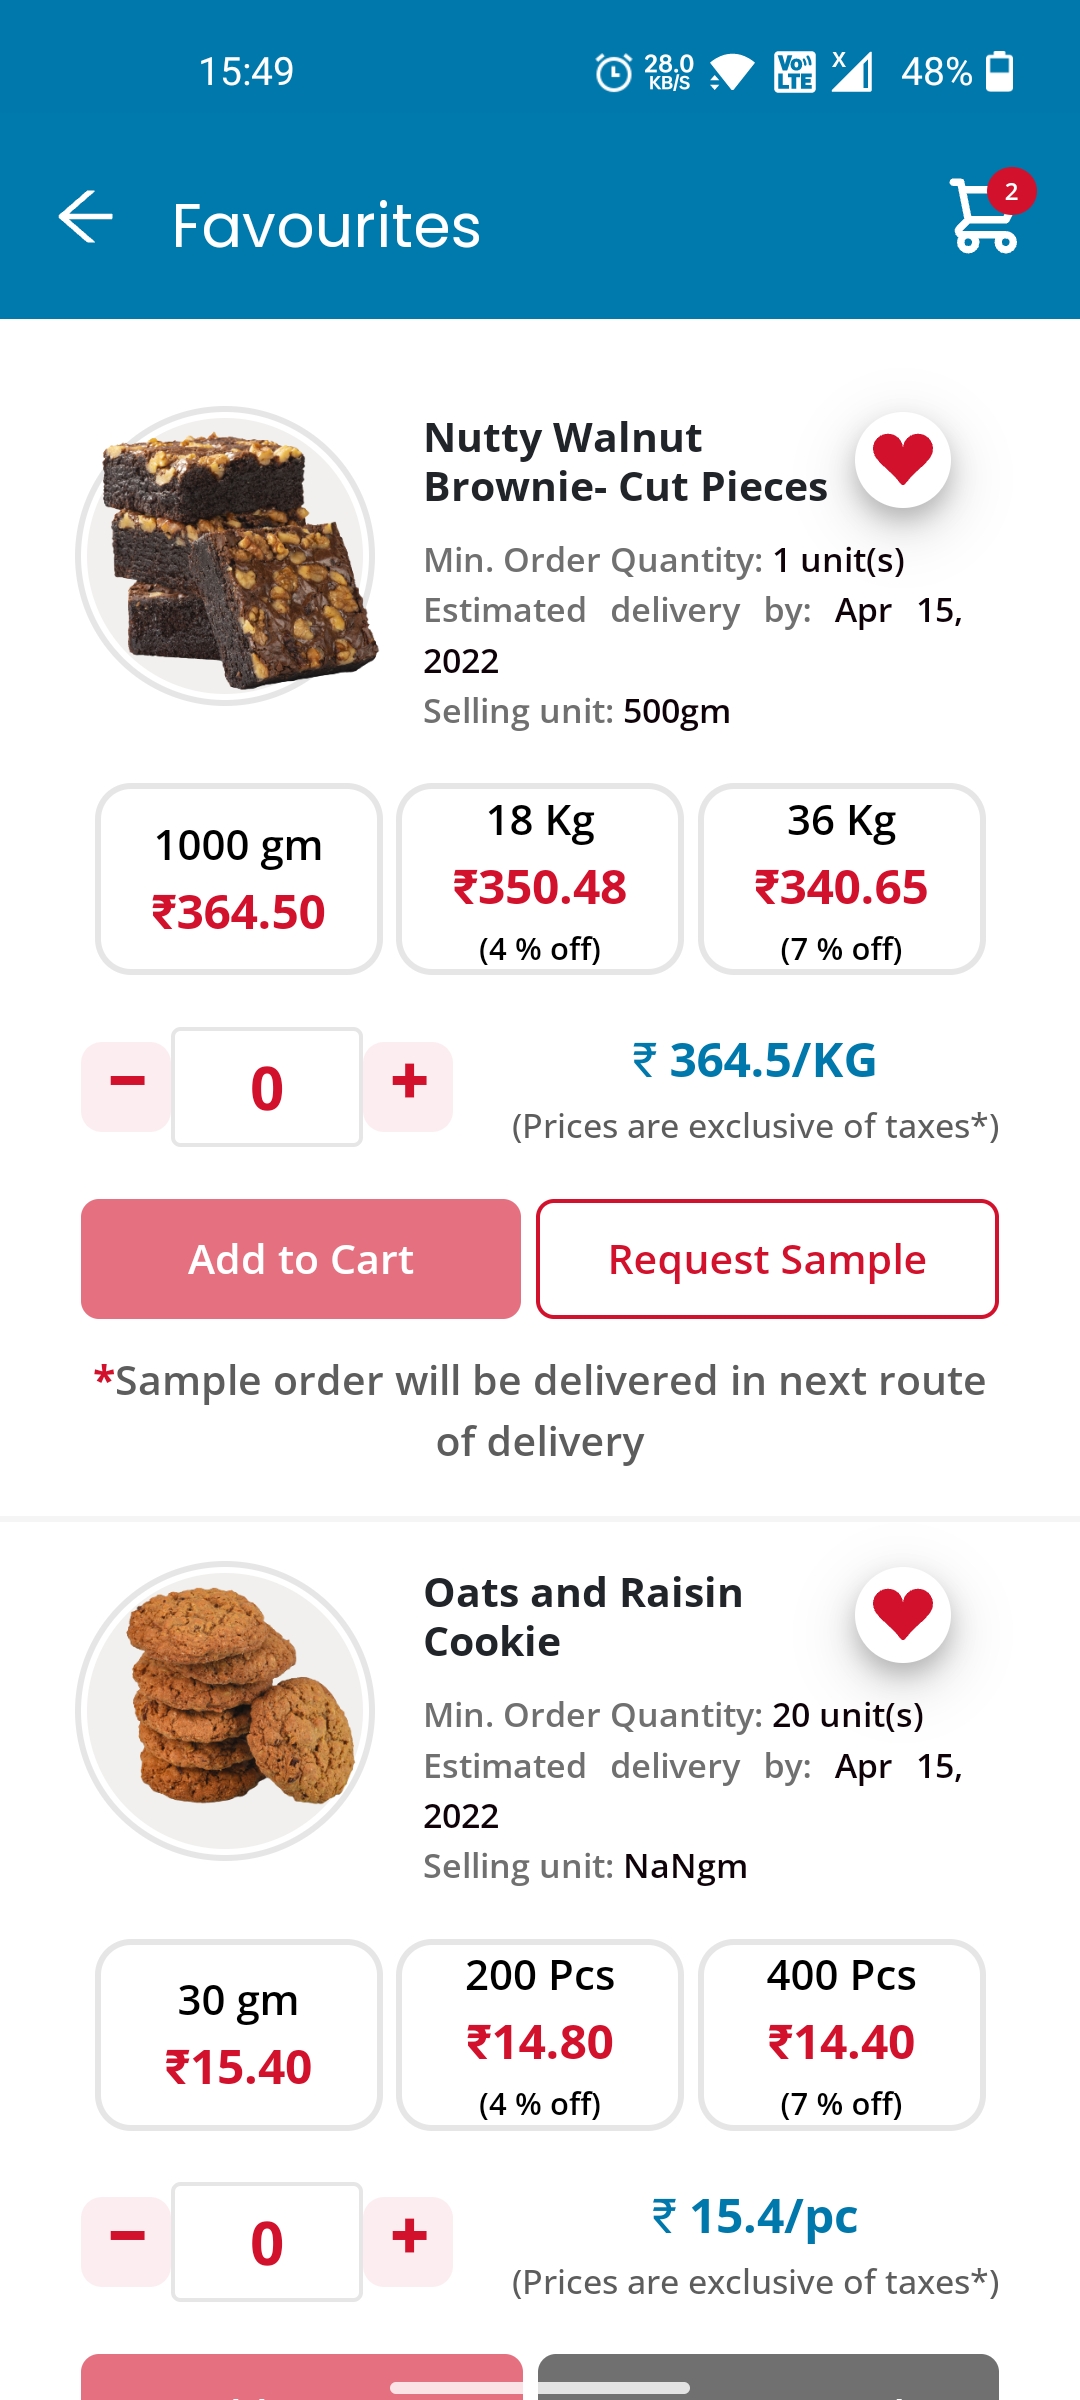 15:49
28.0
KB/S
Vo
LTE
X
48%
Favourites
2
Nutty Walnut
Brownie- Cut Pieces
Min. Order Quantity: 1 unit(s)
Estimated delivery by: Apr 15,
2022
Selling unit: 500gm
1000 gm
₹364.50
18 Kg
₹350.48
(4 % off)
36 Kg
₹340.65
(7 % off)
−
0
+
₹ 364.5/KG
(Prices are exclusive of taxes*)
Add to Cart
Request Sample
*Sample order will be delivered in next route
of delivery
Oats and Raisin
Cookie
Min. Order Quantity: 20 unit(s)
Estimated delivery by: Apr 15,
2022
Selling unit: NaNgm
30 gm
₹15.40
200 Pcs
₹14.80
(4 % off)
400 Pcs
₹14.40
(7 % off)
−
0
+
₹ 15.4/pc
(Prices are exclusive of taxes*)